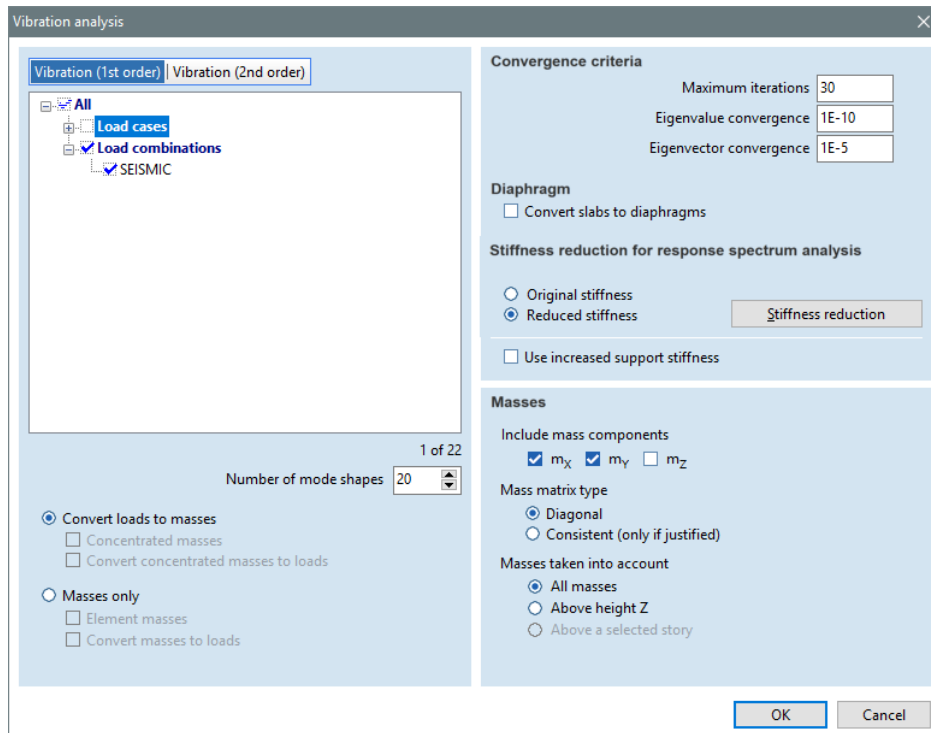 Vibration analysis
Vibration (1st order) | Vibration (2nd order)
All
Load cases
Load combinations
SEISMIC
1 of 22
Number of mode shapes 20
Convert loads to masses
Concentrated masses
Convert concentrated masses to loads
Masses only
Element masses
Convert masses to loads
Convergence criteria
Maximum iterations 30
Eigenvalue convergence 1E-10
Eigenvector convergence 1E-5
Diaphragm
Convert slabs to diaphragms
Stiffness reduction for response spectrum analysis
Original stiffness
Reduced stiffness Stiffness reduction
Use increased support stiffness
Masses
Include mass components
mX mY mZ
Mass matrix type
Diagonal
Consistent (only if justified)
Masses taken into account
All masses
Above height Z
Above a selected story
OK Cancel